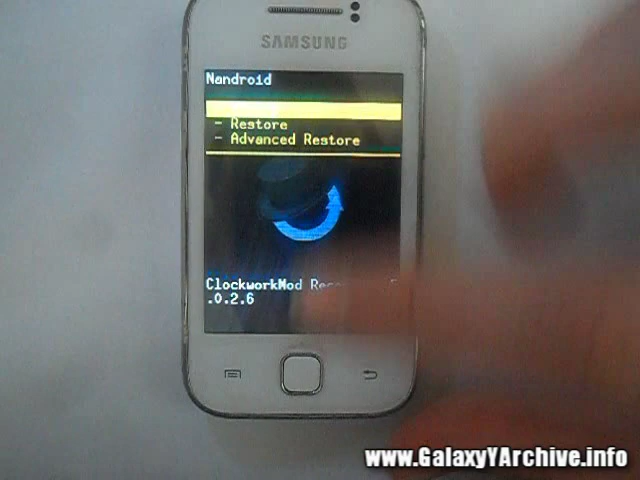 SAMSUNG
Nandroid
- Restore
- Advanced Restore
ClockworkMod
.0.2.6
www.GalaxyYArchive.info